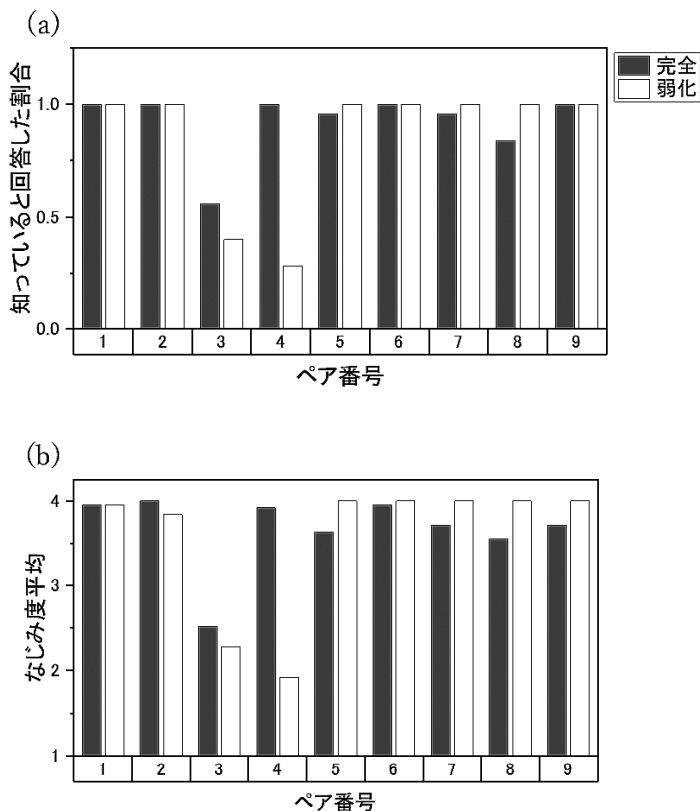 (a)
完全
弱化
知っていると回答した割合
1.0
0.5
0.0
1 2 3 4 5 6 7 8 9
ペア番号
(b)
なじみ度平均
4
3
2
1
1 2 3 4 5 6 7 8 9
ペア番号